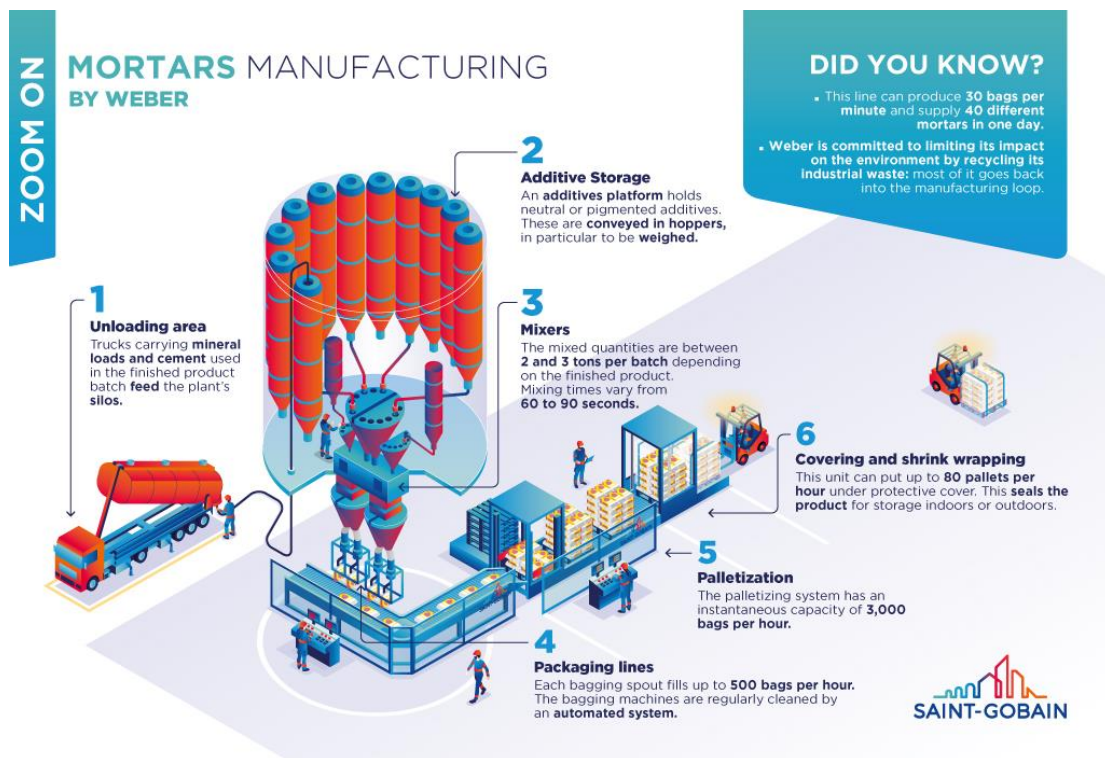 ZOOM ON
MORTARS MANUFACTURING
BY WEBER
DID YOU KNOW?
▪ This line can produce 30 bags per
minute and supply 40 different
mortars in one day.
▪ Weber is committed to limiting its impact
on the environment by recycling its
industrial waste: most of it goes back
into the manufacturing loop.
1
Unloading area
Trucks carrying mineral
loads and cement used
in the finished product
batch feed the plant's
silos.
2
Additive Storage
An additives platform holds
neutral or pigmented additives.
These are conveyed in hoppers,
in particular to be weighed.
3
Mixers
The mixed quantities are between
2 and 3 tons per batch depending
on the finished product.
Mixing times vary from
60 to 90 seconds.
4
Packaging lines
Each bagging spout fills up to 500 bags per hour.
The bagging machines are regularly cleaned by
an automated system.
5
Palletization
The palletizing system has an
instantaneous capacity of 3,000
bags per hour.
6
Covering and shrink wrapping
This unit can put up to 80 pallets per
hour under protective cover. This seals the
product for storage indoors or outdoors.
SAINT-GOBAIN